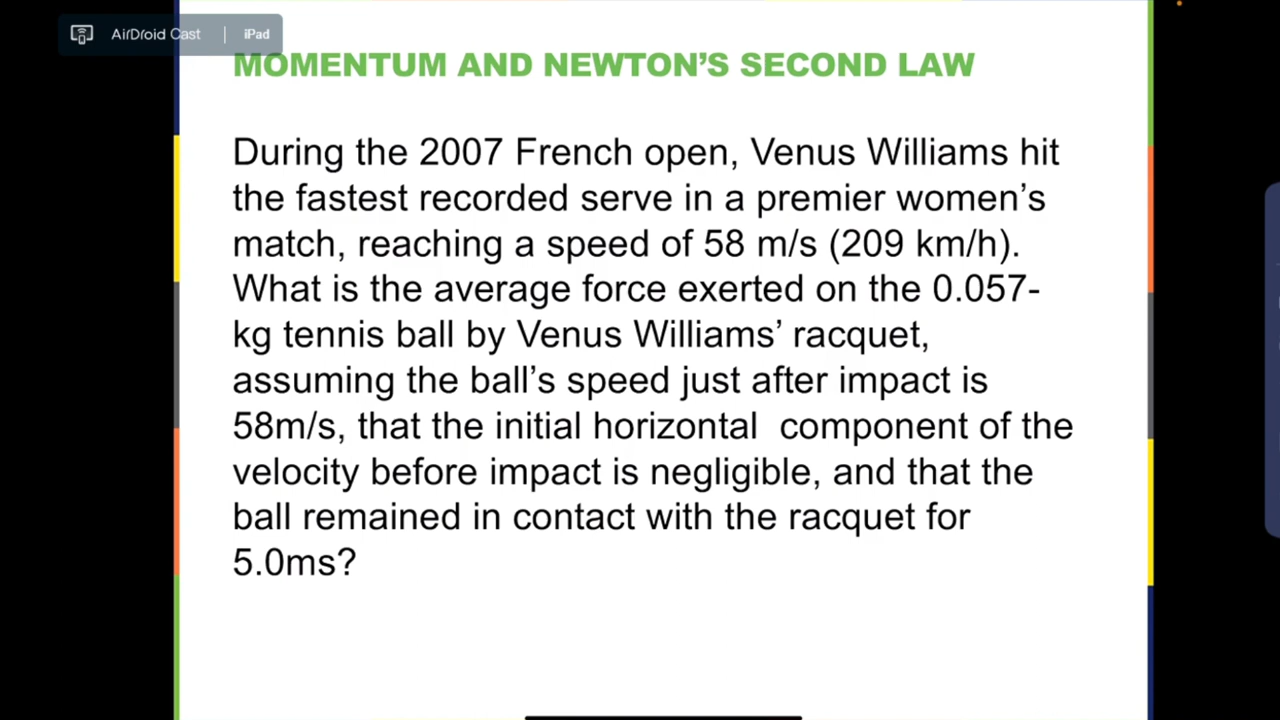 AirDroid Cast | iPad
MOMENTUM AND NEWTON’S SECOND LAW
During the 2007 French open, Venus Williams hit
the fastest recorded serve in a premier women’s
match, reaching a speed of 58 m/s (209 km/h).
What is the average force exerted on the 0.057-
kg tennis ball by Venus Williams’ racquet,
assuming the ball’s speed just after impact is
58m/s, that the initial horizontal  component of the
velocity before impact is negligible, and that the
ball remained in contact with the racquet for
5.0ms?